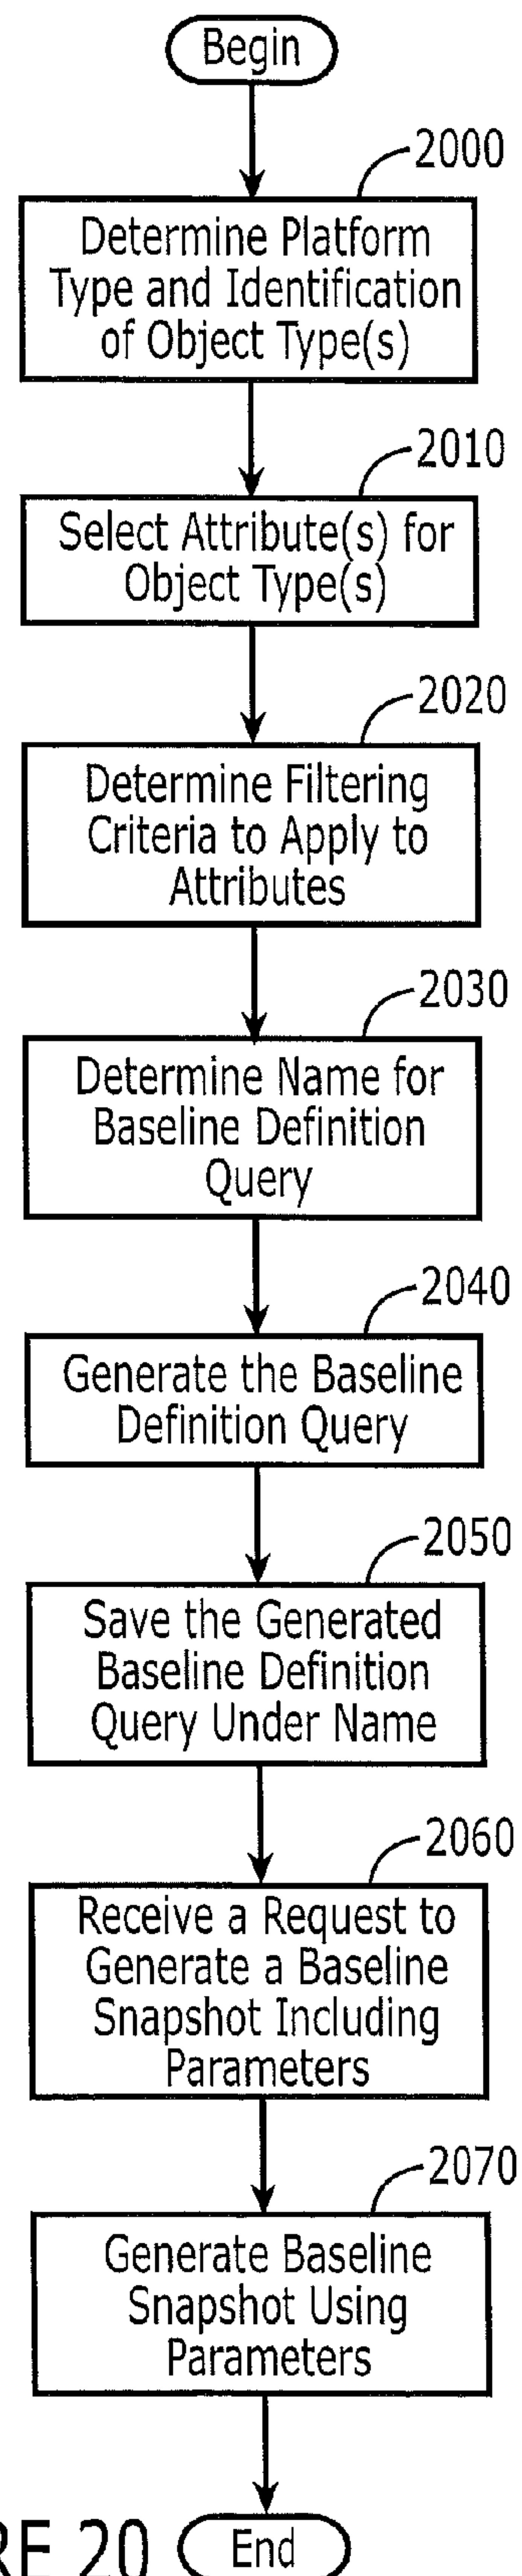 Begin
2000
Determine Platform
Type and Identification
of Object Type(s)
2010
Select Attribute(s) for
Object Type(s)
2020
Determine Filtering
Criteria to Apply to
Attributes
2030
Determine Name for
Baseline Definition
Query
2040
Generate the Baseline
Definition Query
2050
Save the Generated
Baseline Definition
Query Under Name
2060
Receive a Request to
Generate a Baseline
Snapshot Including
Parameters
2070
Generate Baseline
Snapshot Using
Parameters
RE 20
End